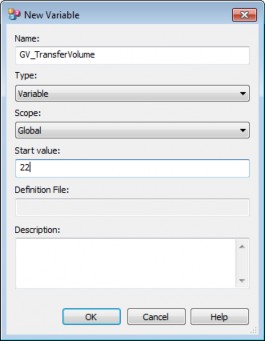 New Variable
Name:
GV_TransferVolume
Type:
Variable
Scope:
Global
Start value:
22
Definition File:
Description:
OK Cancel Help